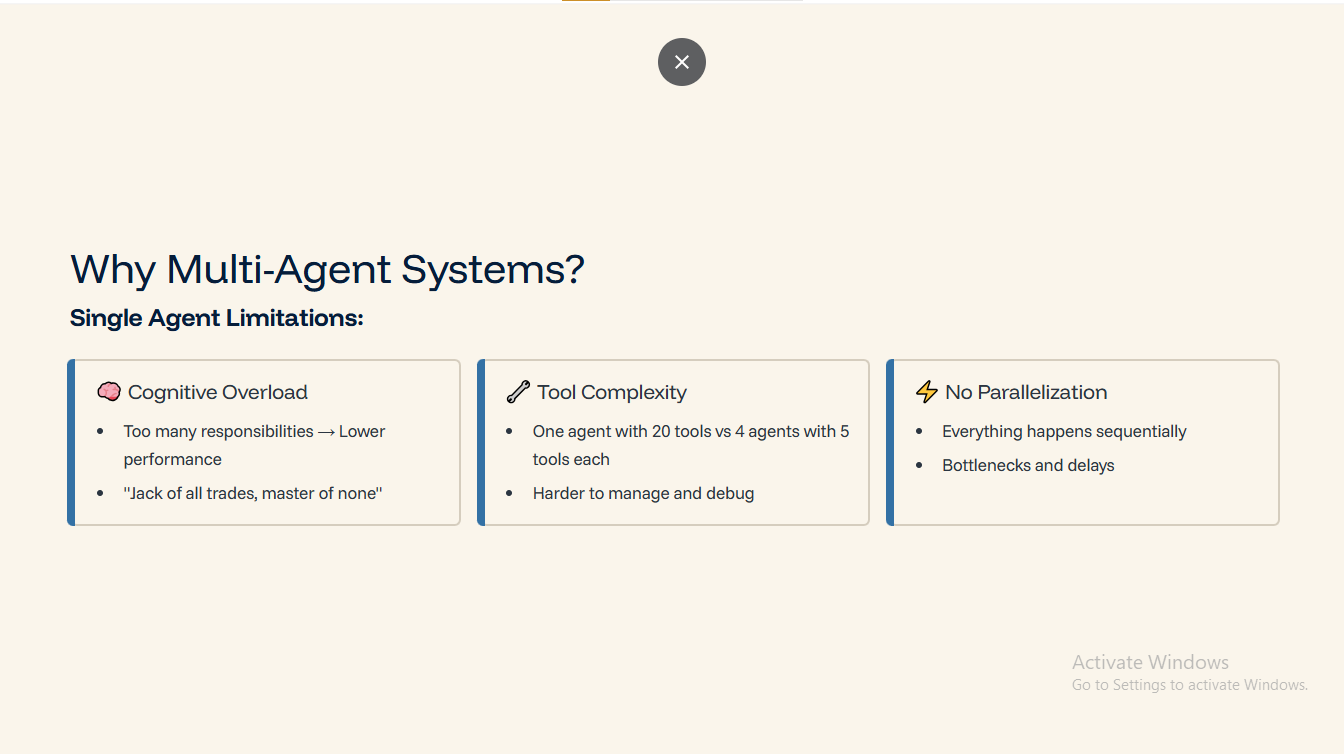 Why Multi-Agent Systems?
Single Agent Limitations:
🧠 Cognitive Overload
• Too many responsibilities → Lower
performance
• "Jack of all trades, master of none"
🔧 Tool Complexity
• One agent with 20 tools vs 4 agents with 5
tools each
• Harder to manage and debug
⚡ No Parallelization
• Everything happens sequentially
• Bottlenecks and delays
Activate Windows
Go to Settings to activate Windows.